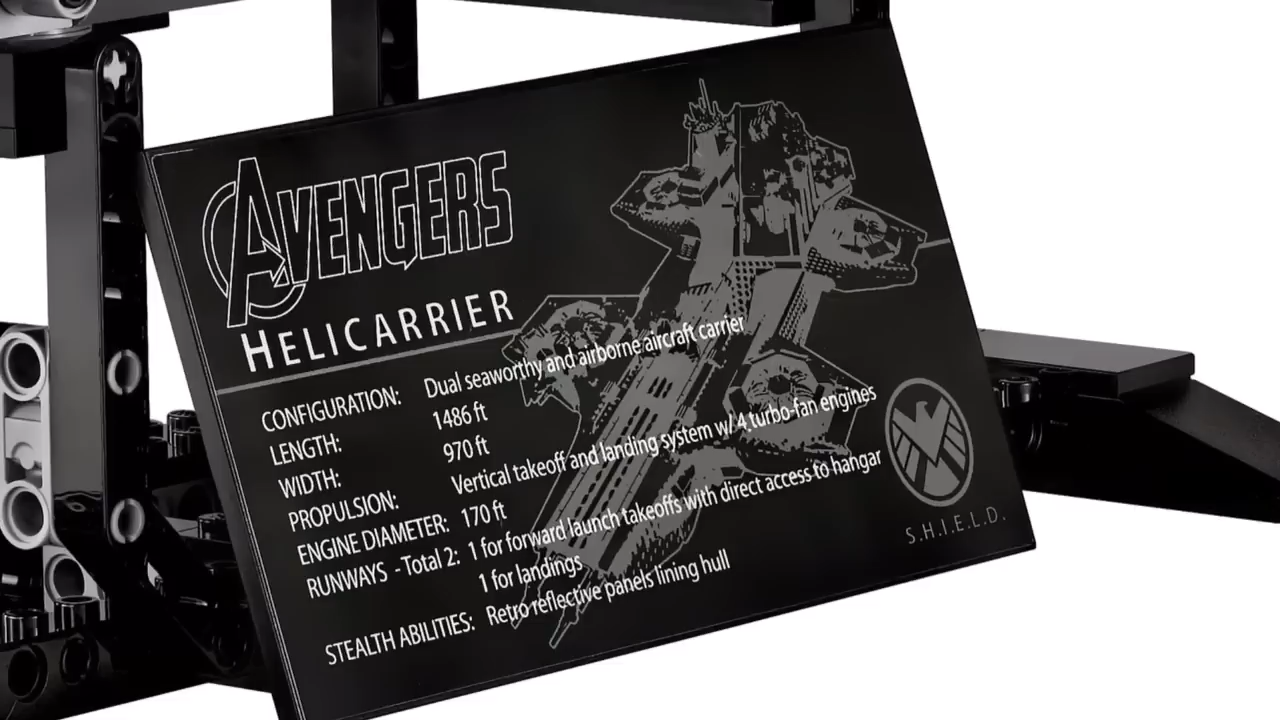 AVENGERS
HELICARRIER
CONFIGURATION: Dual seaworthy and airborne aircraft carrier
LENGTH: 1486 ft
WIDTH: 970 ft
PROPULSION: Vertical takeoff and landing system w/ 4 turbo-fan engines
ENGINE DIAMETER: 170 ft
RUNWAYS - Total 2: 1 for forward launch takeoffs with direct access to hangar
1 for landings
STEALTH ABILITIES: Retro reflective panels lining hull
S.H.I.E.L.D.